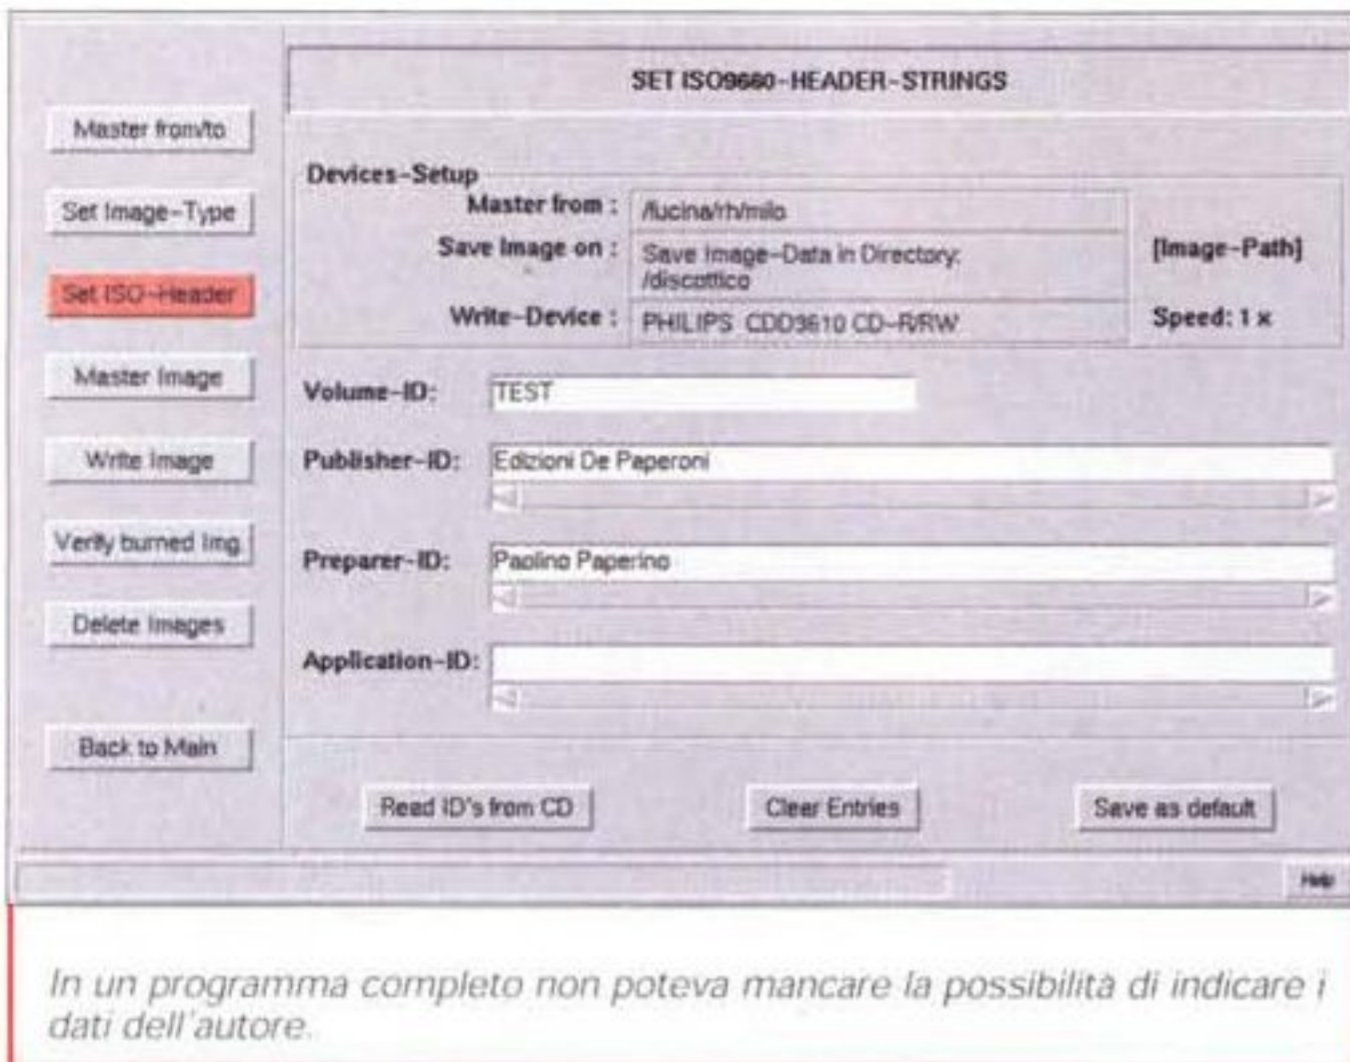 SET ISO9660-HEADER-STRINGS
Master from/to
Set Image-Type
Set ISO-Header
Master Image
Write Image
Verify burned Img.
Delete Images
Back to Main
Devices-Setup
Master from : /lucina/rh/milo
Save Image on : Save Image-Data in Directory: [Image-Path]
/discottico
Write-Device : PHILIPS CDD3610 CD-R/RW Speed: 1 x
Volume-ID: TEST
Publisher-ID: Edizioni De Paperoni
Preparer-ID: Paolino Paperino
Application-ID:
Read ID's from CD Clear Entries Save as default
Help
In un programma completo non poteva mancare la possibilità di indicare i
dati dell'autore.